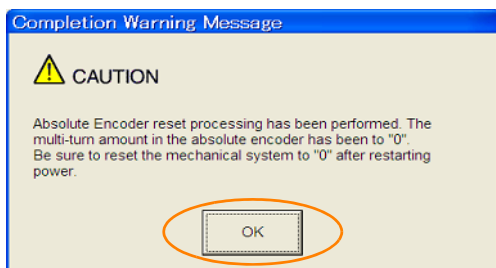 Completion Warning Message
CAUTION
Absolute Encoder reset processing has been performed. The
multi-turn amount in the absolute encoder has been to "0".
Be sure to reset the mechanical system to "0" after restarting
power.
OK